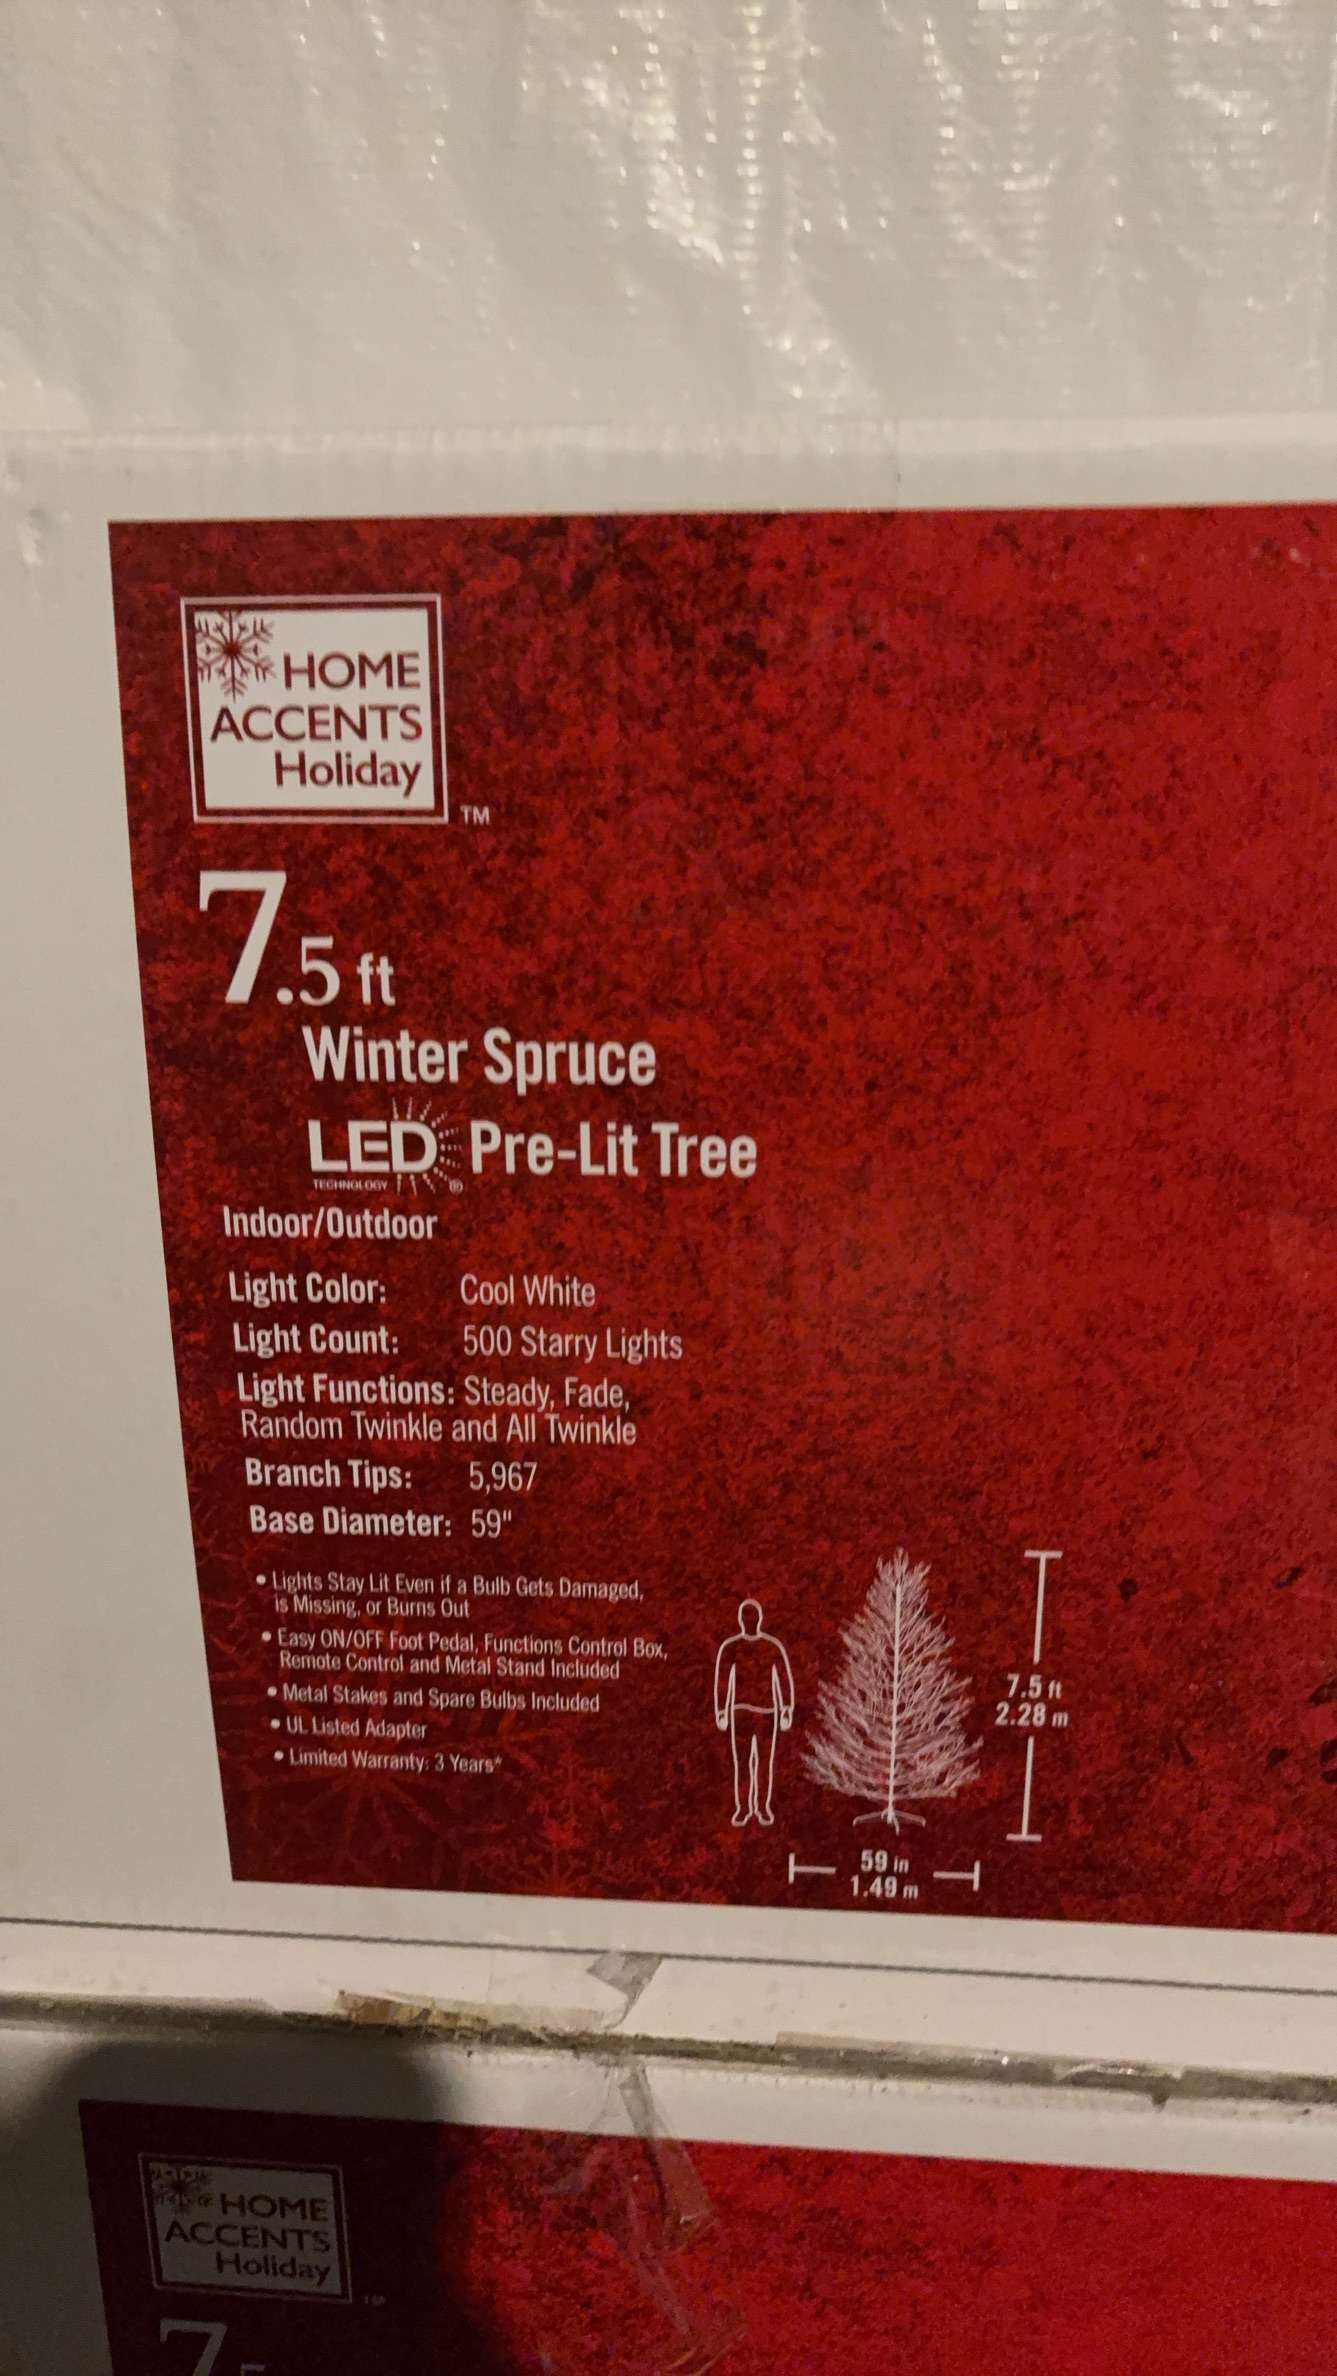 HOME
ACCENTS
Holiday
TM
7.5 ft
Winter Spruce
LED Pre-Lit Tree
TECHNOLOGY ®
Indoor/Outdoor
Light Color: Cool White
Light Count: 500 Starry Lights
Light Functions: Steady, Fade,
Random Twinkle and All Twinkle
Branch Tips: 5,967
Base Diameter: 59"
• Lights Stay Lit Even if a Bulb Gets Damaged,
is Missing, or Burns Out
• Easy ON/OFF Foot Pedal, Functions Control Box,
Remote Control and Metal Stand Included
• Metal Stakes and Spare Bulbs Included
• UL Listed Adapter
• Limited Warranty: 3 Years*
7.5 ft
2.28 m
59 in
1.49 m
HOME
ACCENTS
Holiday
TM
7.5